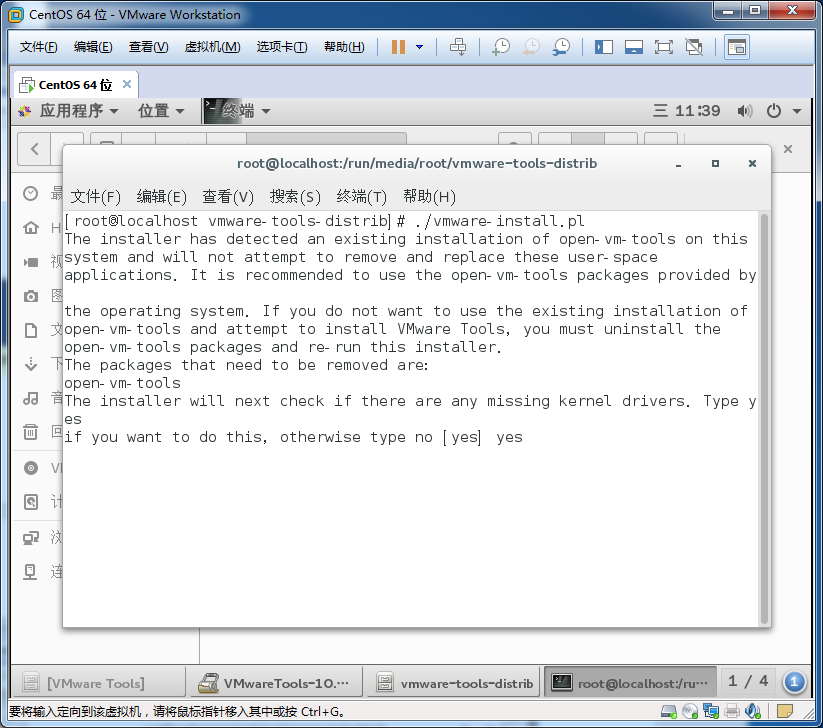 CentOS 64 位 - VMware Workstation
文件(F) 编辑(E) 查看(V) 虚拟机(M) 选项卡(T) 帮助(H)
CentOS 64 位
应用程序 位置 终端 三 11∶39
root@localhost:/run/media/root/vmware-tools-distrib
文件(F) 编辑(E) 查看(V) 搜索(S) 终端(T) 帮助(H)
[root@localhost vmware-tools-distrib]# ./vmware-install.pl
The installer has detected an existing installation of open-vm-tools on this
system and will not attempt to remove and replace these user-space
applications. It is recommended to use the open-vm-tools packages provided by
the operating system. If you do not want to use the existing installation of
open-vm-tools and attempt to install VMware Tools, you must uninstall the
open-vm-tools packages and re-run this installer.
The packages that need to be removed are:
open-vm-tools
The installer will next check if there are any missing kernel drivers. Type y
es
if you want to do this, otherwise type no [yes] yes
[VMware Tools] VMwareTools-10.··· vmware-tools-distrib root@localhost:/ru··· 1 / 4 1
要将输入定向到该虚拟机，请将鼠标指针移入其中或按 Ctrl+G。